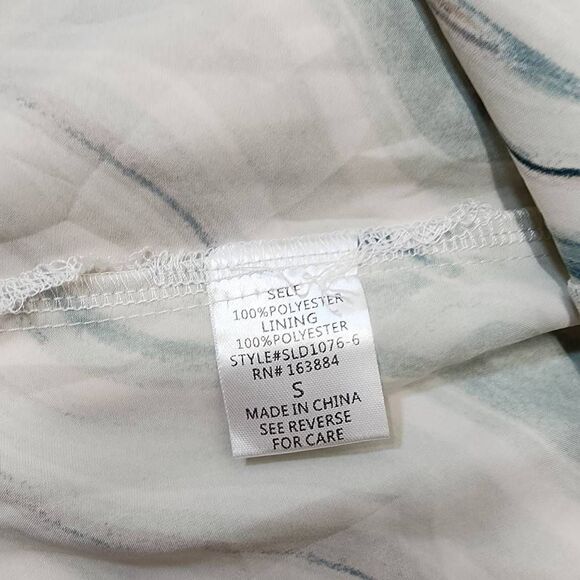 SELF
100%POLYESTER
LINING
100%POLYESTER
STYLE#SLD1076-6
RN# 163884
S
MADE IN CHINA
SEE REVERSE
FOR CARE